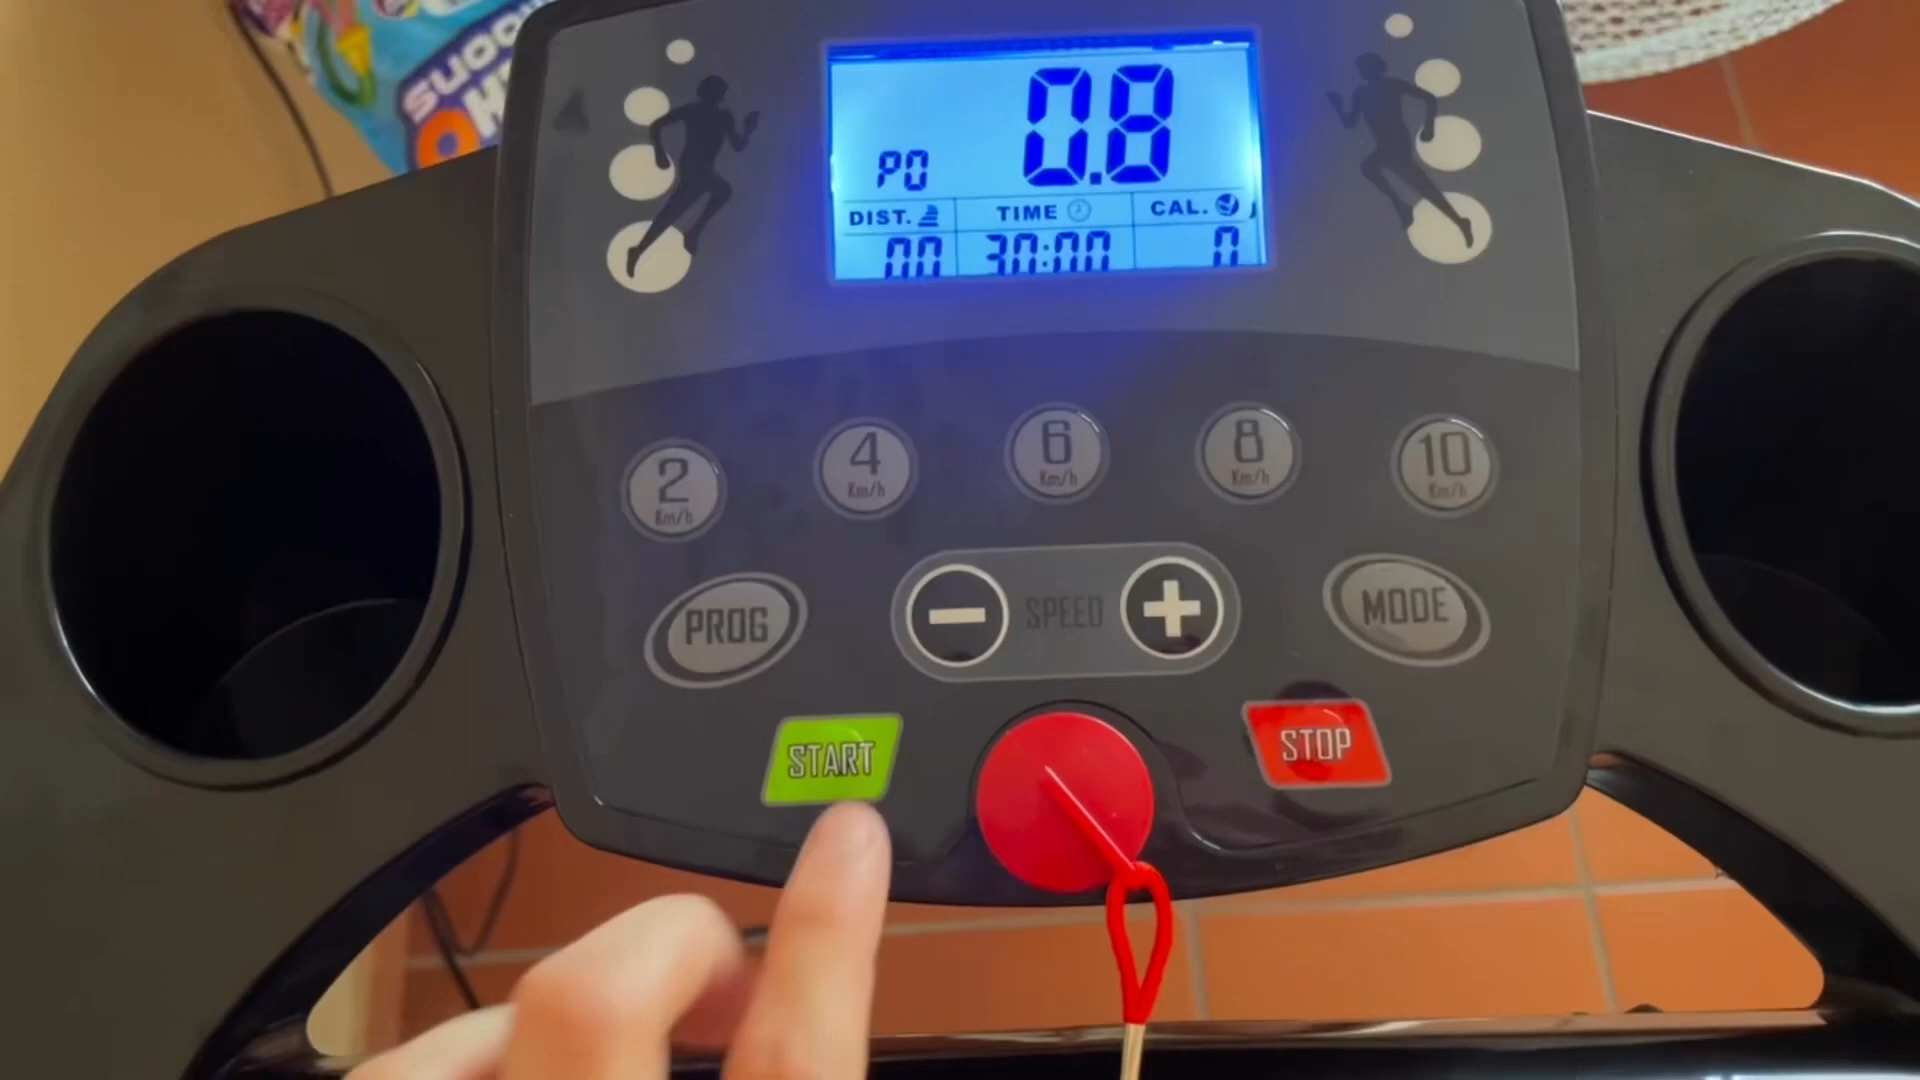 0.8
P0
DIST. TIME CAL.
00 30:00 0
2 Km/h
4 Km/h
6 Km/h
8 Km/h
10 Km/h
PROG
SPEED
MODE
START
STOP